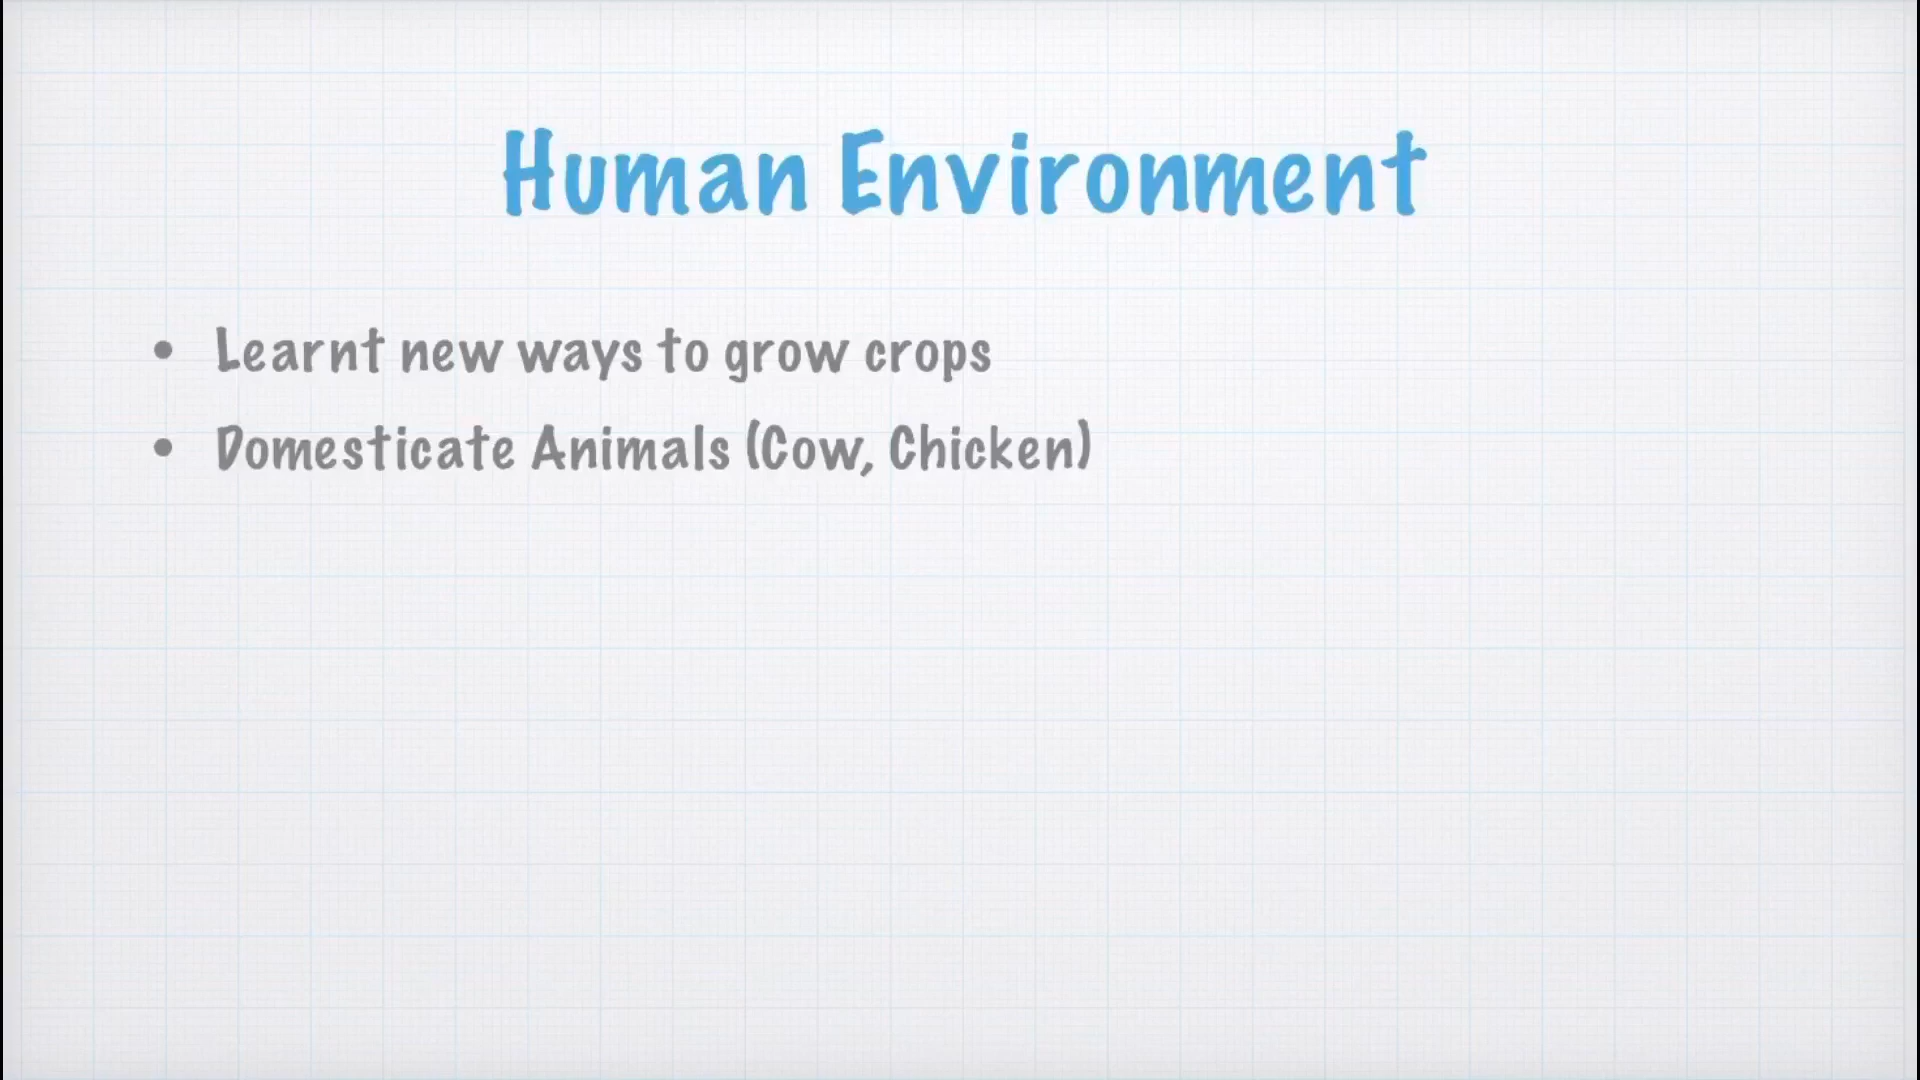 Human Environment
• Learnt new ways to grow crops
• Domesticate Animals (Cow, Chicken)